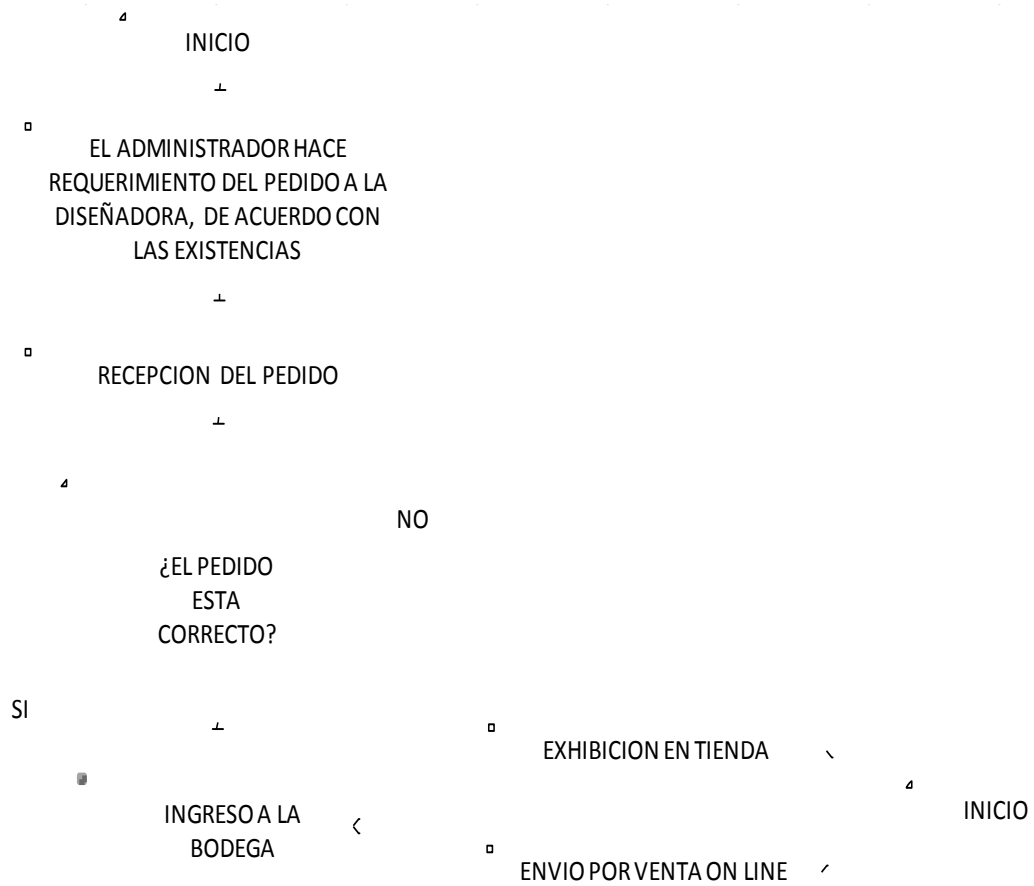 INICIO
EL ADMINISTRADOR HACE
REQUERIMIENTO DEL PEDIDO A LA
DISEÑADORA, DE ACUERDO CON
LAS EXISTENCIAS
RECEPCION DEL PEDIDO
NO
¿EL PEDIDO
ESTA
CORRECTO?
SI
EXHIBICION EN TIENDA
INGRESO A LA
BODEGA
INICIO
ENVIO POR VENTA ON LINE